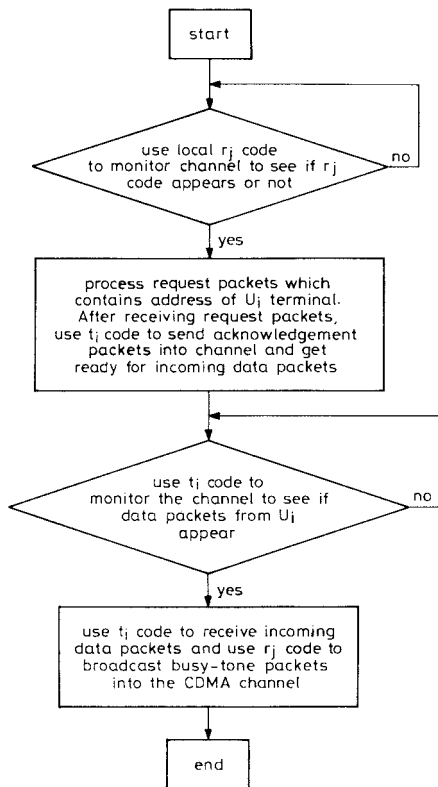 start
use local rj code
to monitor channel to see if rj
code appears or not
no
yes
process request packets which
contains address of Ui terminal.
After receiving request packets,
use ti code to send acknowledgement
packets into channel and get
ready for incoming data packets
use ti code to
monitor the channel to see if
data packets from Ui
appear
no
yes
use ti code to receive incoming
data packets and use rj code to
broadcast busy-tone packets
into the CDMA channel
end